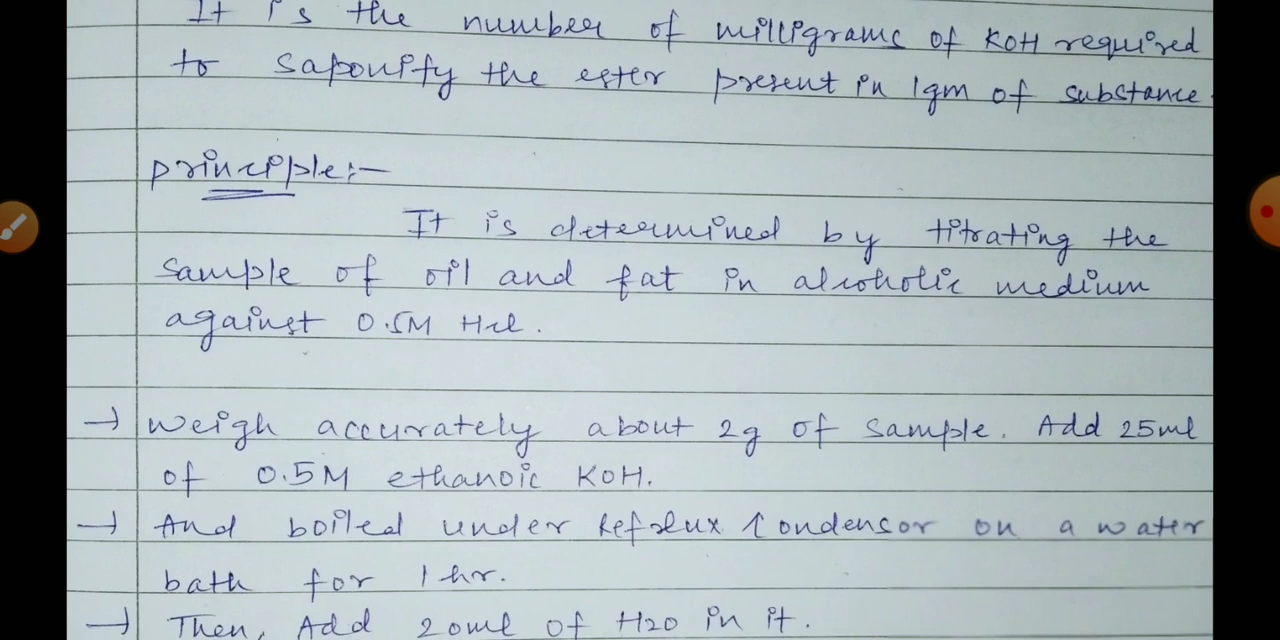 It is the number of milligrams of KOH required
to saponify the ester present in 1gm of substance.
principle:-
It is determined by titrating the
sample of oil and fat in alcoholic medium
against 0.5M Hcl.
→ Weigh accurately about 2g of sample. Add 25ml
of 0.5M ethanoic KOH.
→ And boiled under Reflux Condensor on a water
bath for 1 hr.
→ Then, Add 20ml of H20 in it.